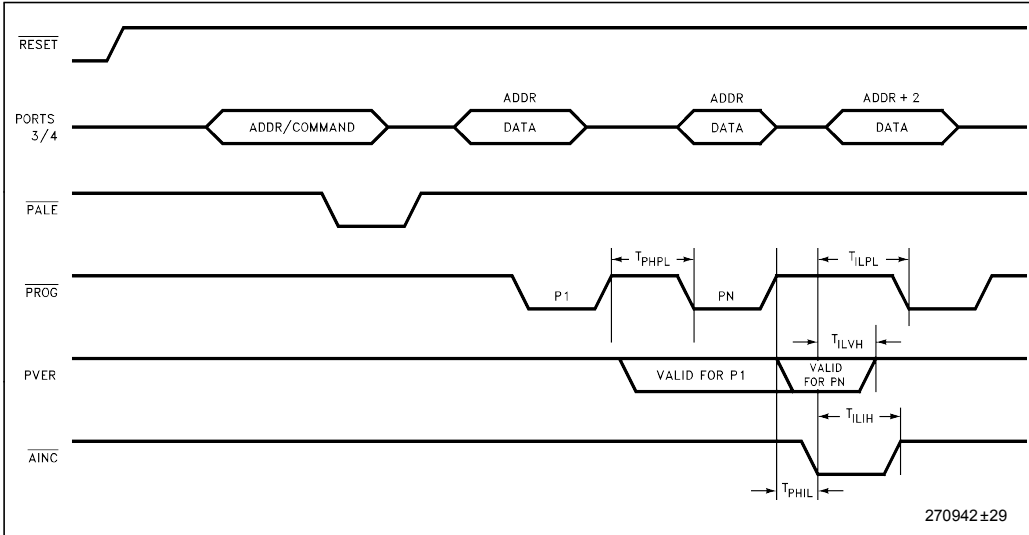 RESET
ADDR ADDR ADDR + 2
PORTS
3/4
ADDR/COMMAND DATA DATA DATA
PALE
TPHPL TILPL
PROG
P1 PN
TILVH
PVER
VALID FOR P1
VALID
FOR PN
TILIH
AINC
TPHIL
270942±29